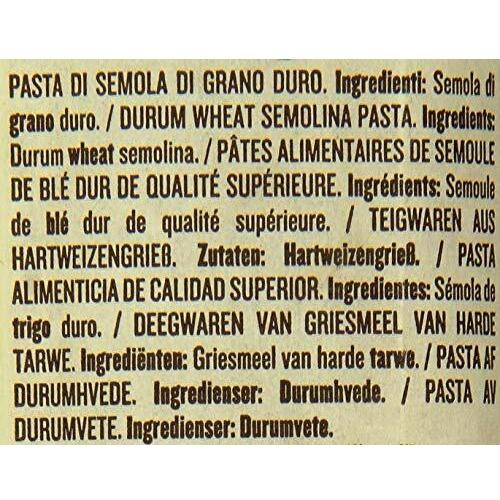 PASTA DI SEMOLA DI GRANO DURO. Ingredienti: Semola di
grano duro. / DURUM WHEAT SEMOLINA PASTA. Ingredients:
Durum wheat semolina. / PÂTES ALIMENTAIRES DE SEMOULE
DE BLÉ DUR DE QUALITÉ SUPÉRIEURE. Ingrédients: Semoule
de blé dur de qualité supérieure. / TEIGWAREN AUS
HARTWEIZENGRIEß. Zutaten: Hartweizengrieß. / PASTA
ALIMENTICIA DE CALIDAD SUPERIOR. Ingredientes: Sémola de
trigo duro. / DEEGWAREN VAN GRIESMEEL VAN HARDE
TARWE. Ingrediënten: Griesmeel van harde tarwe. / PASTA AF
DURUMHVEDE. Ingredienser: Durumhvede. / PASTA AV
DURUMVETE. Ingredienser: Durumvete.